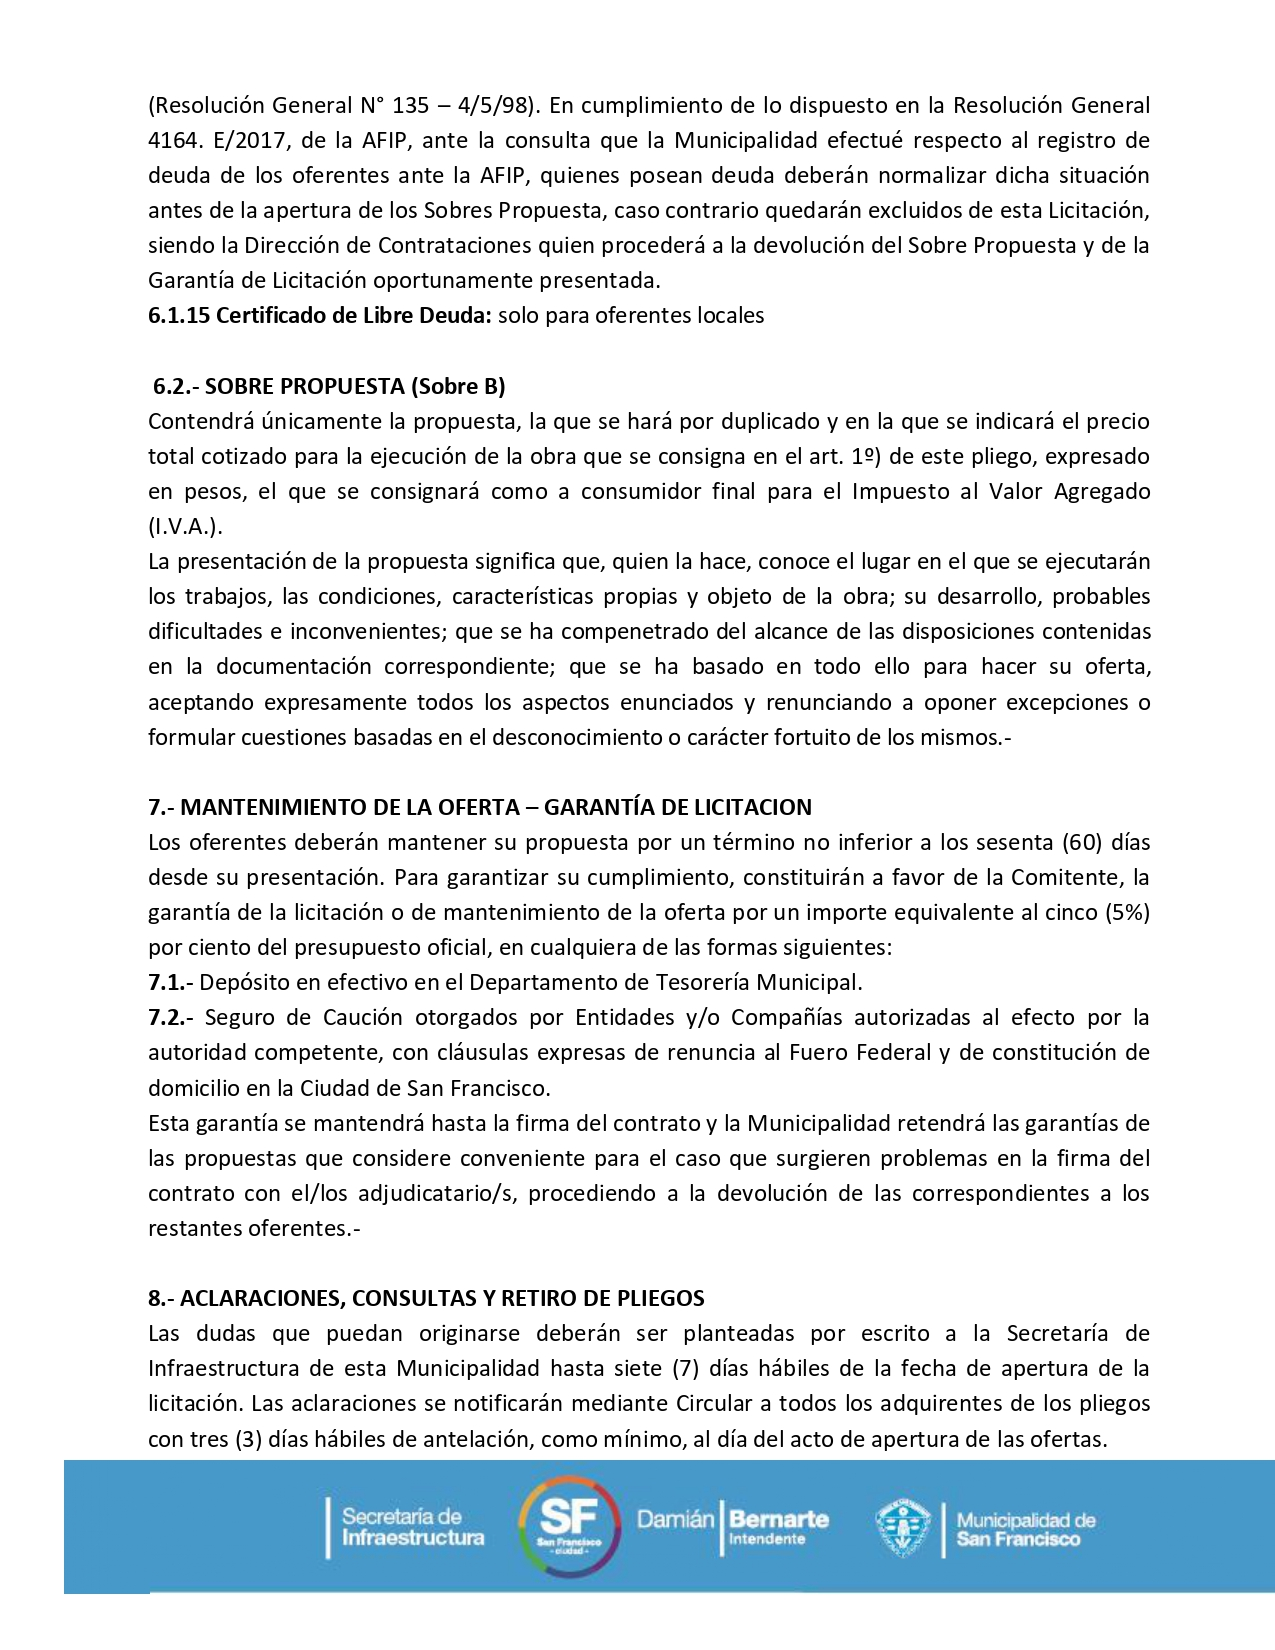 (Resolución General N° 135 – 4/5/98). En cumplimiento de lo dispuesto en la Resolución General
4164. E/2017, de la AFIP, ante la consulta que la Municipalidad efectué respecto al registro de
deuda de los oferentes ante la AFIP, quienes posean deuda deberán normalizar dicha situación
antes de la apertura de los Sobres Propuesta, caso contrario quedarán excluidos de esta Licitación,
siendo la Dirección de Contrataciones quien procederá a la devolución del Sobre Propuesta y de la
Garantía de Licitación oportunamente presentada.
6.1.15 Certificado de Libre Deuda: solo para oferentes locales
6.2.- SOBRE PROPUESTA (Sobre B)
Contendrá únicamente la propuesta, la que se hará por duplicado y en la que se indicará el precio
total cotizado para la ejecución de la obra que se consigna en el art. 1º) de este pliego, expresado
en pesos, el que se consignará como a consumidor final para el Impuesto al Valor Agregado
(I.V.A.).
La presentación de la propuesta significa que, quien la hace, conoce el lugar en el que se ejecutarán
los trabajos, las condiciones, características propias y objeto de la obra; su desarrollo, probables
dificultades e inconvenientes; que se ha compenetrado del alcance de las disposiciones contenidas
en la documentación correspondiente; que se ha basado en todo ello para hacer su oferta,
aceptando expresamente todos los aspectos enunciados y renunciando a oponer excepciones o
formular cuestiones basadas en el desconocimiento o carácter fortuito de los mismos.-
7.- MANTENIMIENTO DE LA OFERTA – GARANTÍA DE LICITACION
Los oferentes deberán mantener su propuesta por un término no inferior a los sesenta (60) días
desde su presentación. Para garantizar su cumplimiento, constituirán a favor de la Comitente, la
garantía de la licitación o de mantenimiento de la oferta por un importe equivalente al cinco (5%)
por ciento del presupuesto oficial, en cualquiera de las formas siguientes:
7.1.- Depósito en efectivo en el Departamento de Tesorería Municipal.
7.2.- Seguro de Caución otorgados por Entidades y/o Compañías autorizadas al efecto por la
autoridad competente, con cláusulas expresas de renuncia al Fuero Federal y de constitución de
domicilio en la Ciudad de San Francisco.
Esta garantía se mantendrá hasta la firma del contrato y la Municipalidad retendrá las garantías de
las propuestas que considere conveniente para el caso que surgieren problemas en la firma del
contrato con el/los adjudicatario/s, procediendo a la devolución de las correspondientes a los
restantes oferentes.-
8.- ACLARACIONES, CONSULTAS Y RETIRO DE PLIEGOS
Las dudas que puedan originarse deberán ser planteadas por escrito a la Secretaría de
Infraestructura de esta Municipalidad hasta siete (7) días hábiles de la fecha de apertura de la
licitación. Las aclaraciones se notificarán mediante Circular a todos los adquirentes de los pliegos
con tres (3) días hábiles de antelación, como mínimo, al día del acto de apertura de las ofertas.
Secretaría de
Infraestructura
SF
San Francisco
- ciudad -
Damián Bernarte
Intendente
Municipalidad de
San Francisco